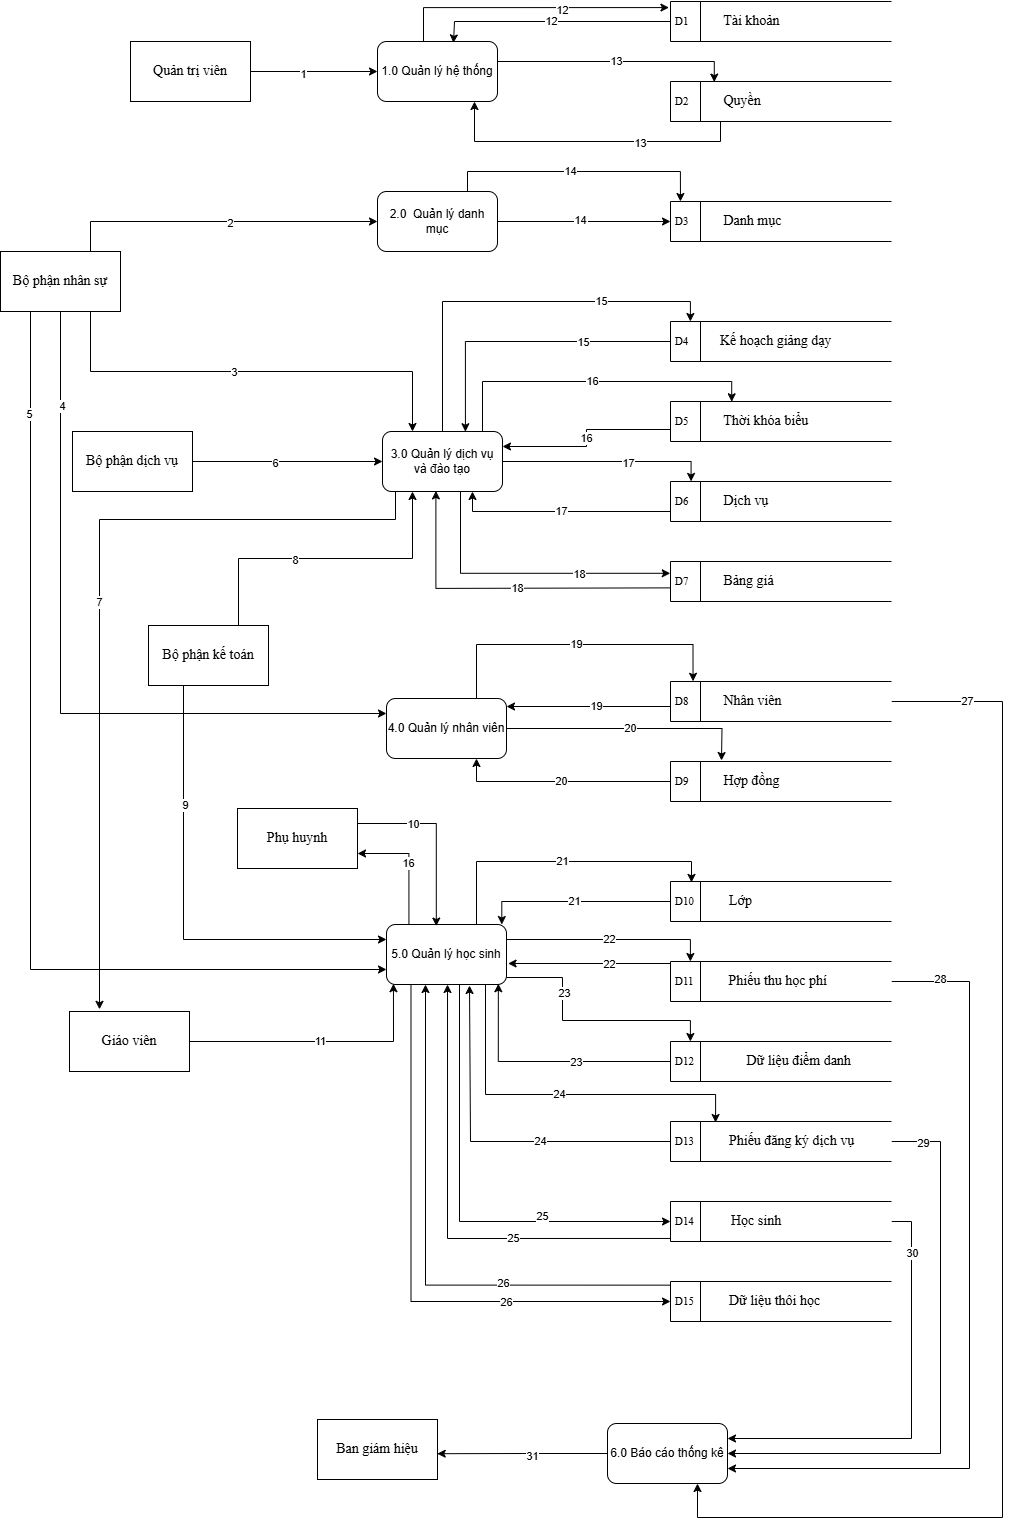 12
D1 Tài khoản
12
Quản trị viên
1
1.0 Quản lý hệ thống
13
D2 Quyền
13
14
2.0 Quản lý danh
mục
2
14
D3 Danh mục
Bộ phận nhân sự
15
D4 Kế hoạch giảng dạy
15
3
16
5
4
D5 Thời khóa biểu
16
Bộ phận dịch vụ
6
3.0 Quản lý dịch vụ
và đào tạo
17
D6 Dịch vụ
17
8
18
D7 Bảng giá
18
7
Bộ phận kế toán
19
D8 Nhân viên
27
19
4.0 Quản lý nhân viên
20
D9 Hợp đồng
20
9
Phụ huynh
10
16
21
D10 Lớp
21
5.0 Quản lý học sinh
22
22
D11 Phiếu thu học phí
28
23
Giáo viên
11
D12 Dữ liệu điểm danh
23
24
D13 Phiếu đăng ký dịch vụ
29
24
25
D14 Học sinh
25
30
26
D15 Dữ liệu thôi học
26
Ban giám hiệu
31
6.0 Báo cáo thống kê